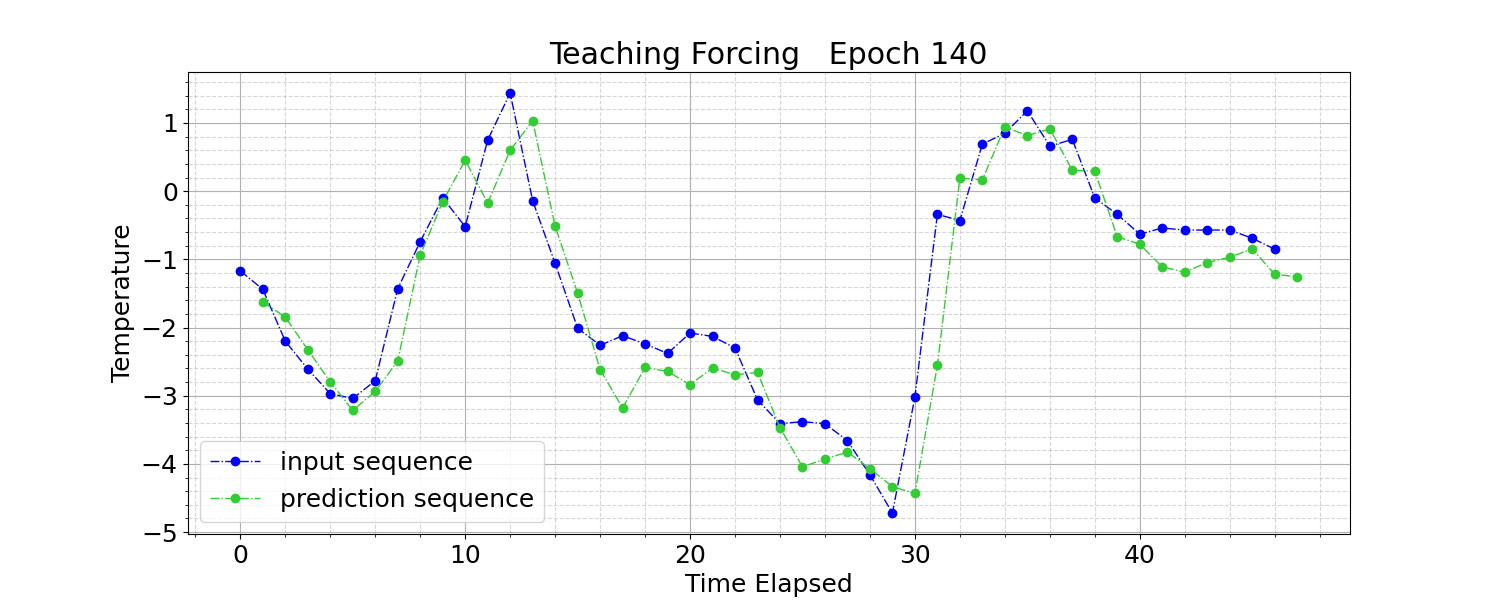 Teaching Forcing   Epoch 140
Temperature
1
0
−1
−2
−3
−4
−5
input sequence
prediction sequence
0 10 20 30 40
Time Elapsed